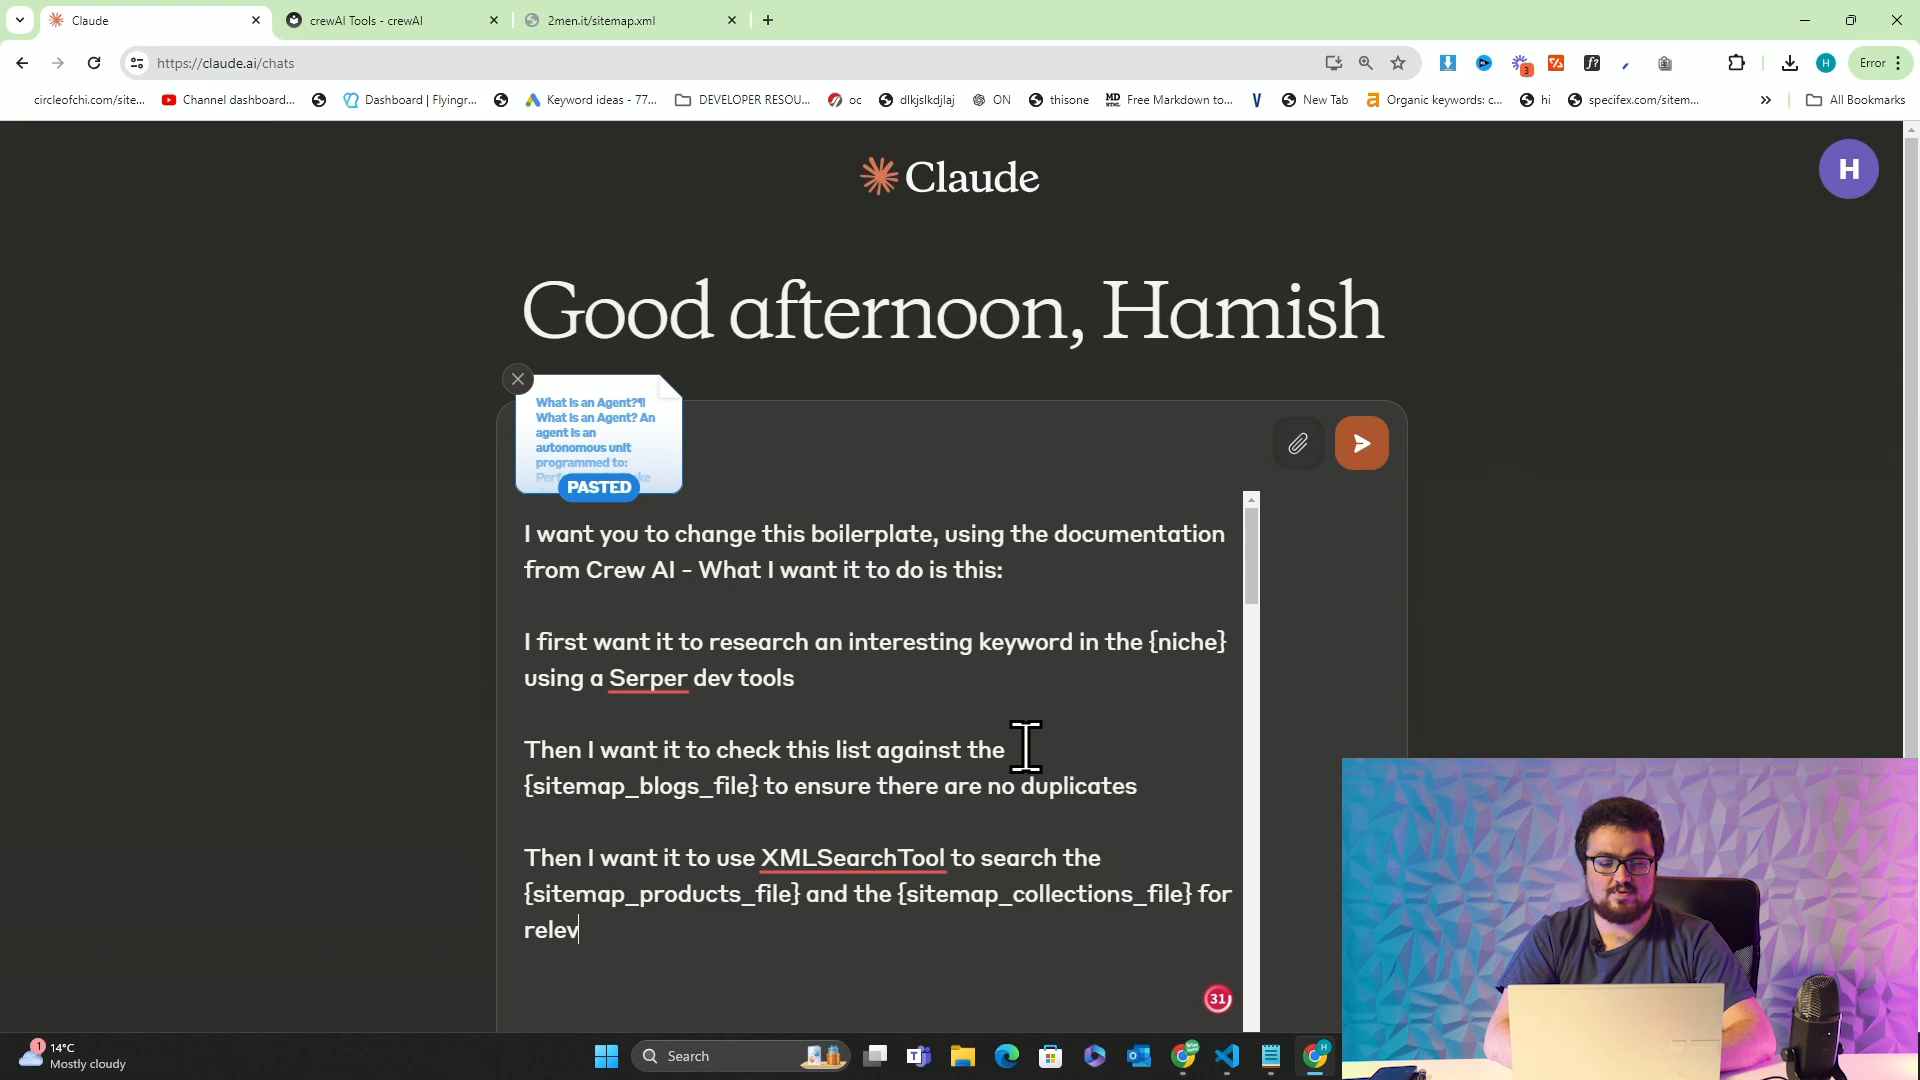 Claude
crewAI Tools - crewAI
2men.it/sitemap.xml
https://claude.ai/chats
3
f?
H
Error
circleofchi.com/site...
Channel dashboard...
Dashboard | Flyingr...
Keyword ideas - 77...
DEVELOPER RESOU...
oc
dlkjslkdjlaj
ON
thisone
MD
Free Markdown to...
V
New Tab
Organic keywords: c...
hi
specifex.com/sitem...
All Bookmarks
Claude
H
Good afternoon, Hamish
What is an Agent?¶
What is an Agent? An
agent is an
autonomous unit
programmed to:
PASTED
I want you to change this boilerplate, using the documentation
from Crew AI - What I want it to do is this:
I first want it to research an interesting keyword in the {niche}
using a Serper dev tools
Then I want it to check this list against the
{sitemap_blogs_file} to ensure there are no duplicates
Then I want it to use XMLSearchTool to search the
{sitemap_products_file} and the {sitemap_collections_file} for
relev
31
1
14°C
Mostly cloudy
Search